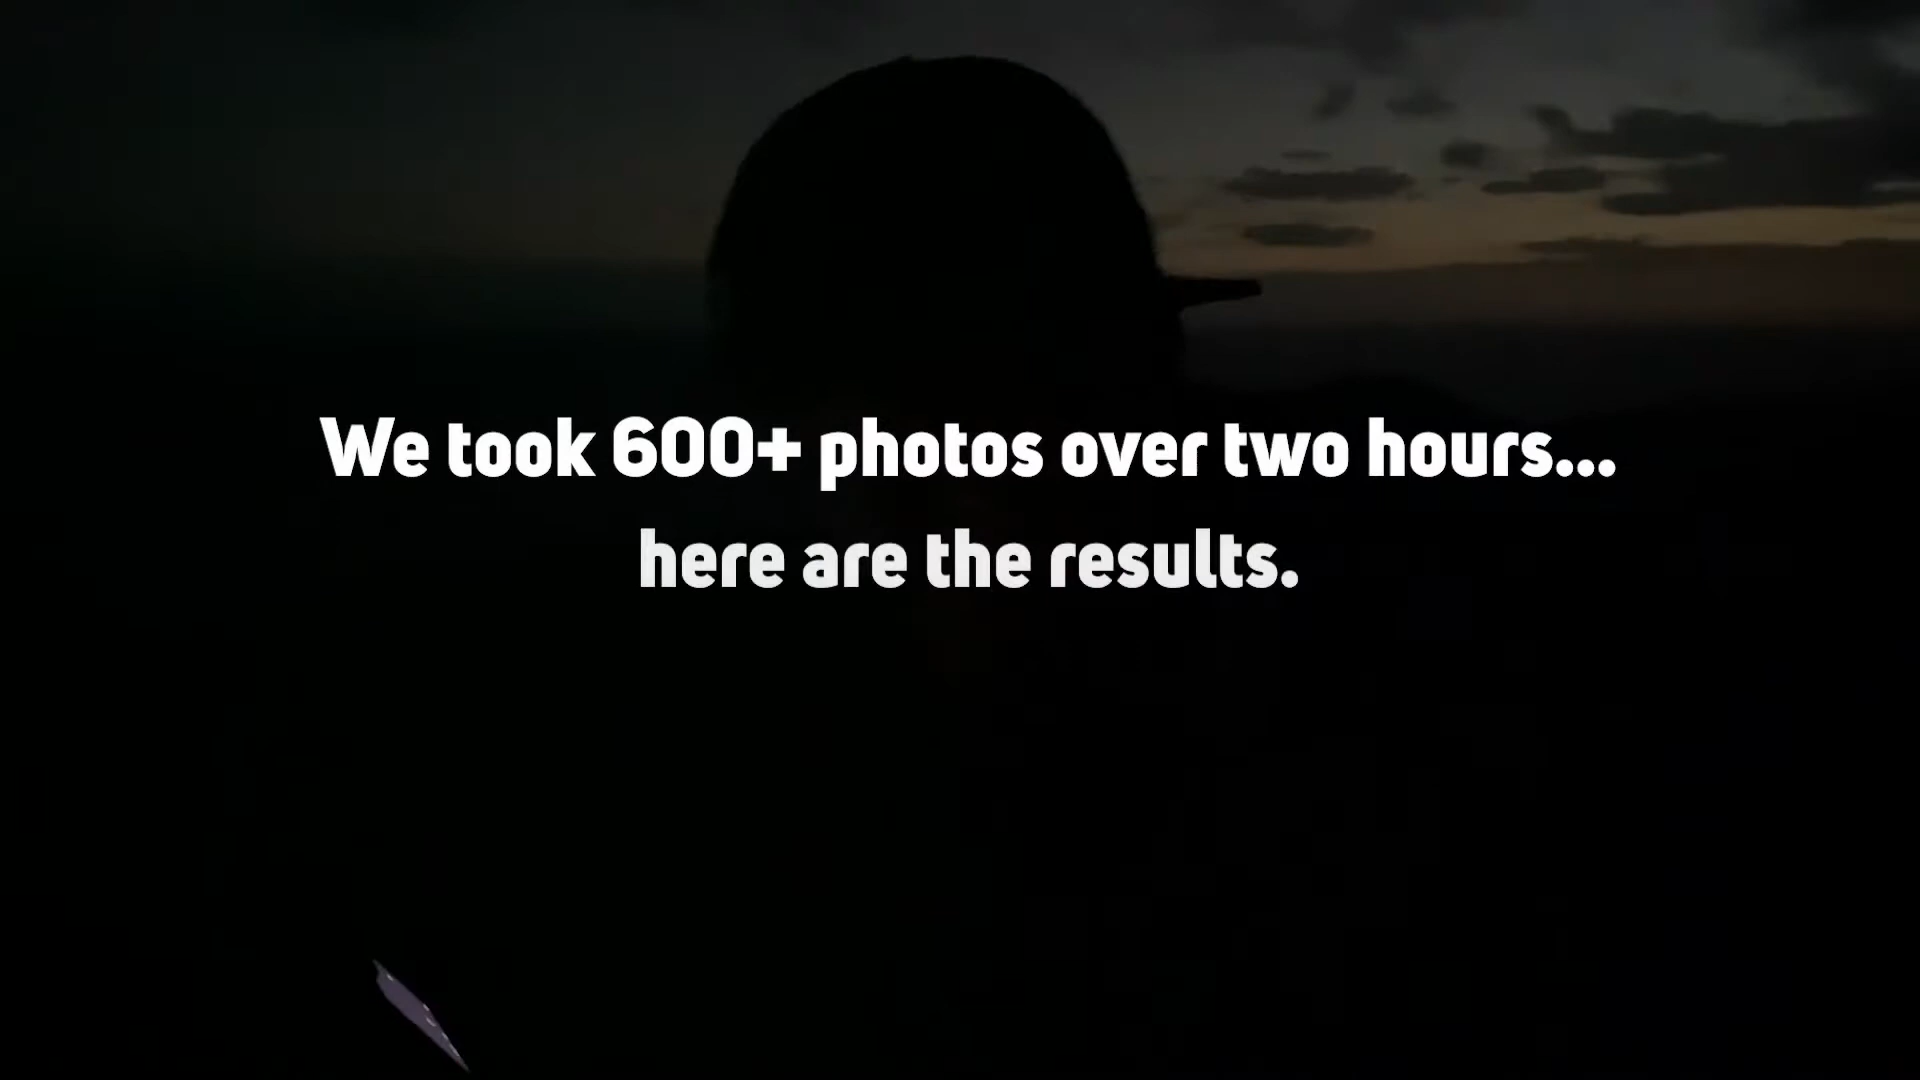 We took 600+ photos over two hours...
here are the results.